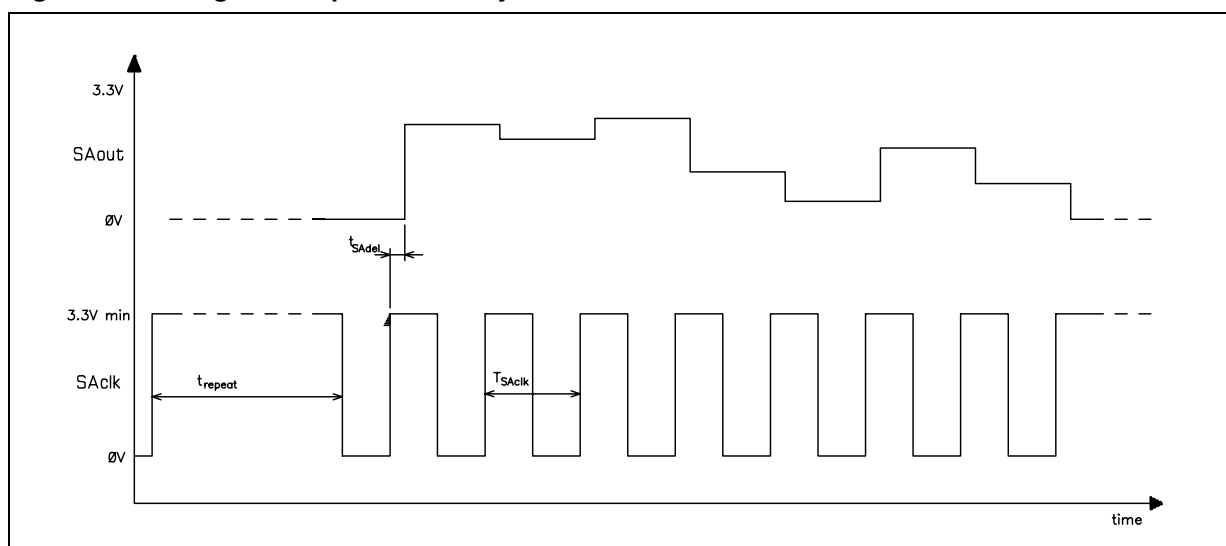 3.3V
SAout
ØV
tSAdel
3.3V min
SAclk
trepeat
TSAclk
ØV
time